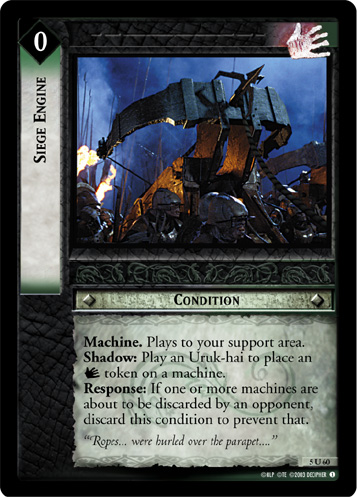 0
SIEGE ENGINE
CONDITION
Machine. Plays to your support area.
Shadow: Play an Uruk-hai to place an
token on a machine.
Response: If one or more machines are
about to be discarded by an opponent,
discard this condition to prevent that.
“‘Ropes... were hurled over the parapet....’”
5 U 60
©NLP ©TE ©2003 DECIPHER 1